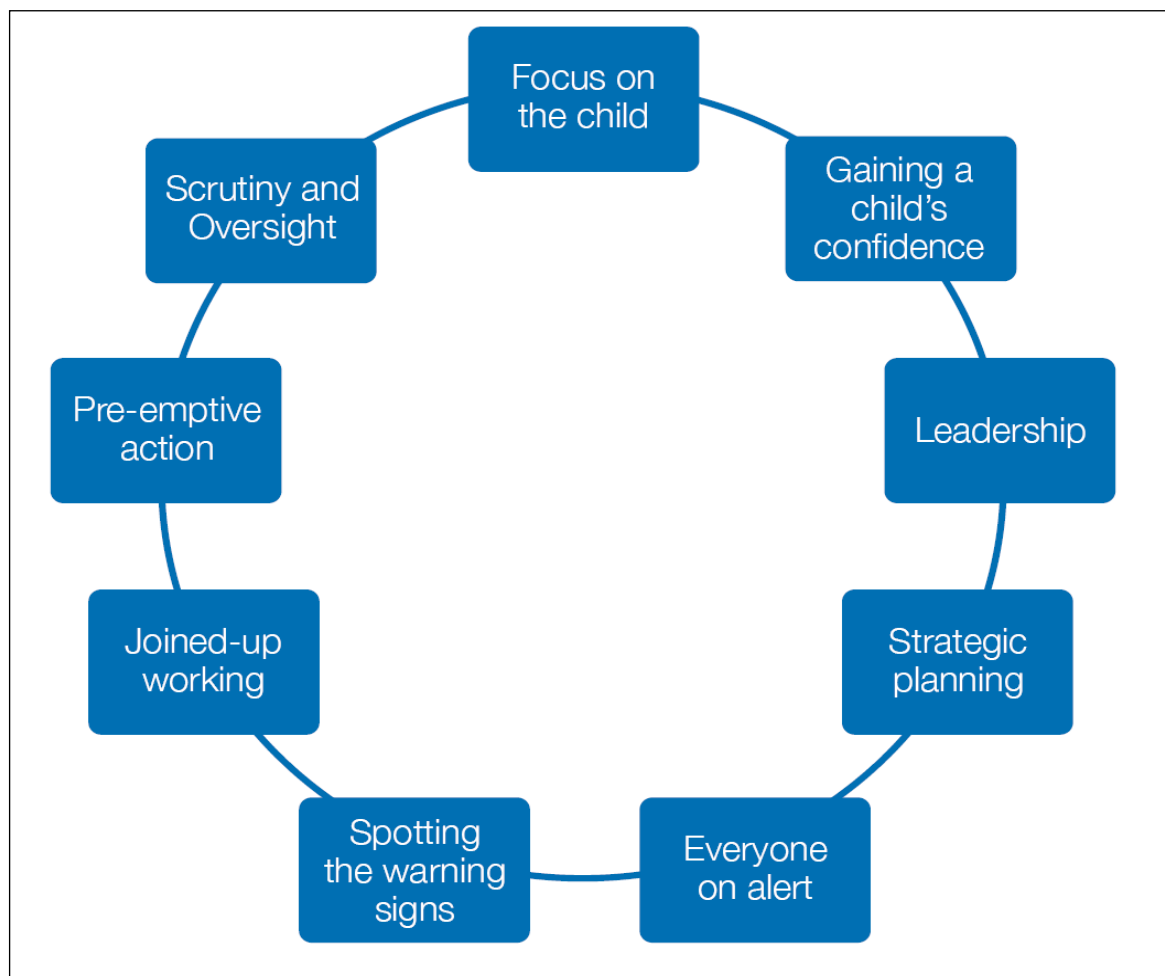 Focus on
the child
Gaining a
child's
confidence
Leadership
Strategic
planning
Everyone
on alert
Spotting
the warning
signs
Joined-up
working
Pre-emptive
action
Scrutiny and
Oversight